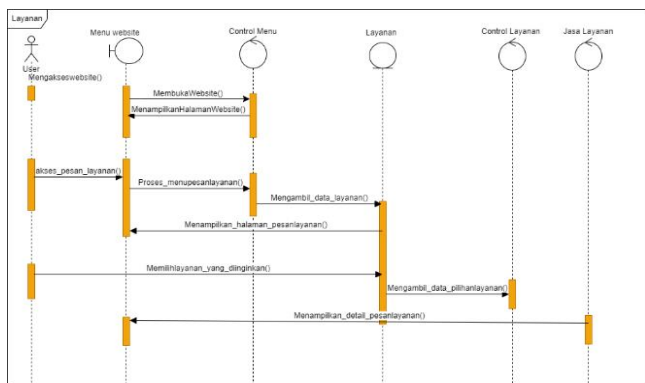 Layanan
Menu website
Control Menu
Layanan
Control Layanan
Jasa Layanan
User
Mengakseswebsite()
MembukaWebsite()
MenampilkanHalamanWebsite()
akses_pesan_layanan()
Proses_menupesanlayanan()
Mengambil_data_layanan()
Menampilkan_halaman_pesanlayanan()
Memilihlayanan_yang_diinginkan()
Mengambil_data_pilihanlayanan()
Menampilkan_detail_pesanlayanan()